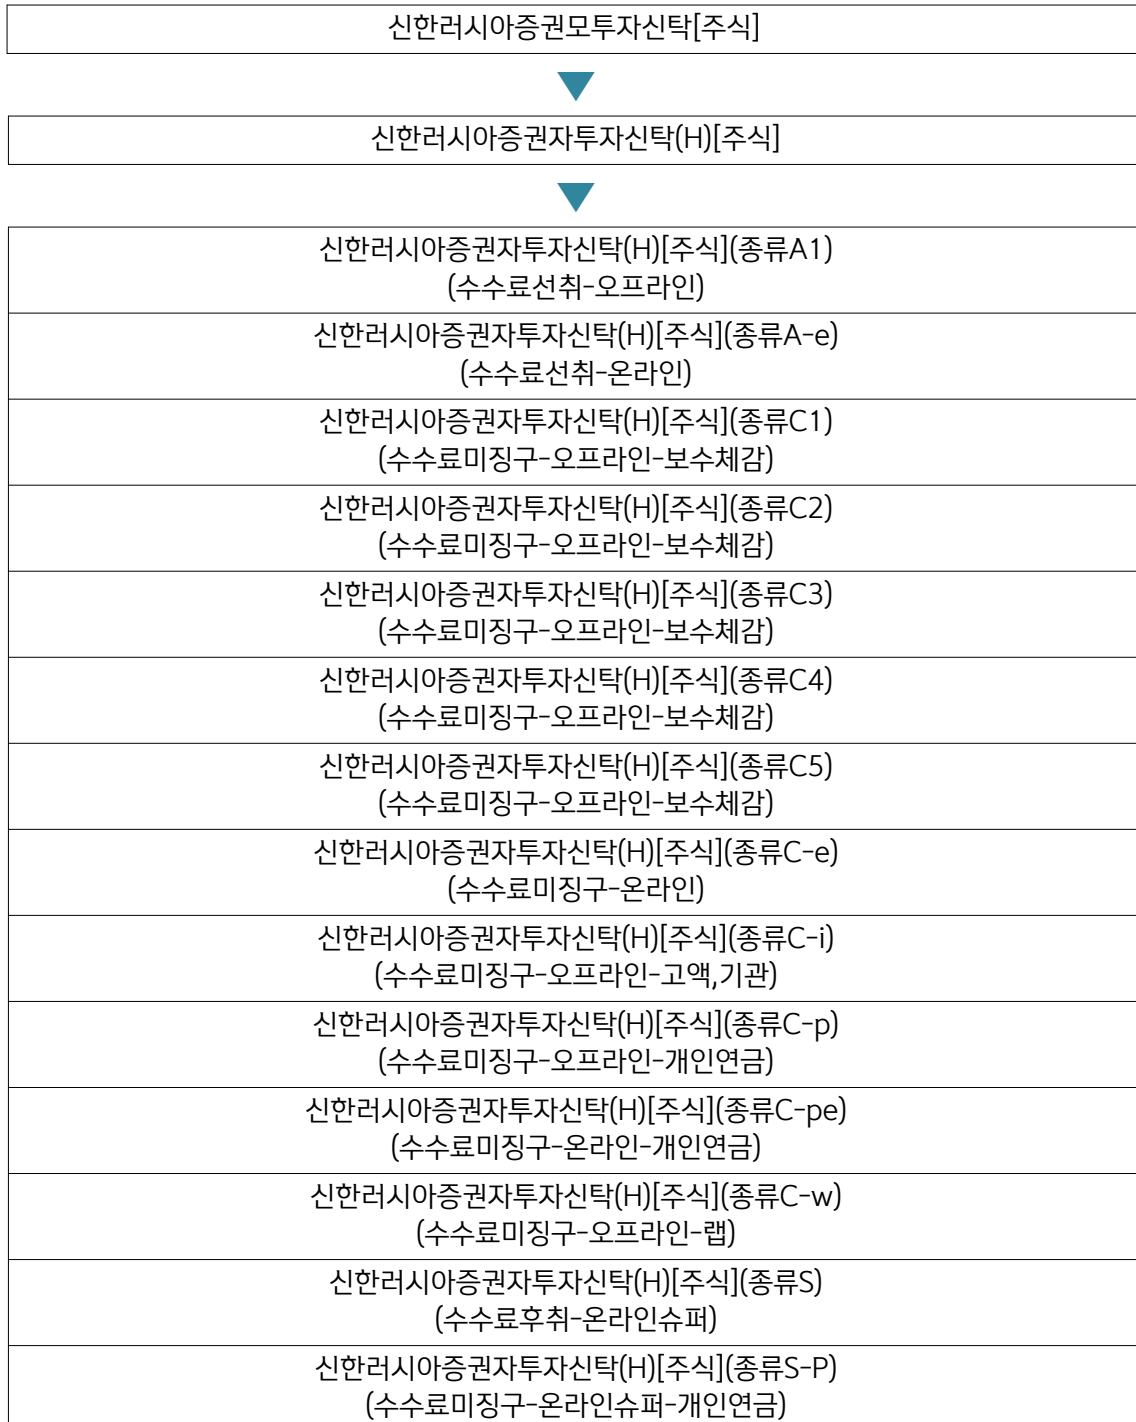 신한러시아증권모투자신탁[주식]
신한러시아증권자투자신탁(H)[주식]
신한러시아증권자투자신탁(H)[주식](종류A1)
(수수료선취-오프라인)
신한러시아증권자투자신탁(H)[주식](종류A-e)
(수수료선취-온라인)
신한러시아증권자투자신탁(H)[주식](종류C1)
(수수료미징구-오프라인-보수체감)
신한러시아증권자투자신탁(H)[주식](종류C2)
(수수료미징구-오프라인-보수체감)
신한러시아증권자투자신탁(H)[주식](종류C3)
(수수료미징구-오프라인-보수체감)
신한러시아증권자투자신탁(H)[주식](종류C4)
(수수료미징구-오프라인-보수체감)
신한러시아증권자투자신탁(H)[주식](종류C5)
(수수료미징구-오프라인-보수체감)
신한러시아증권자투자신탁(H)[주식](종류C-e)
(수수료미징구-온라인)
신한러시아증권자투자신탁(H)[주식](종류C-i)
(수수료미징구-오프라인-고액,기관)
신한러시아증권자투자신탁(H)[주식](종류C-p)
(수수료미징구-오프라인-개인연금)
신한러시아증권자투자신탁(H)[주식](종류C-pe)
(수수료미징구-온라인-개인연금)
신한러시아증권자투자신탁(H)[주식](종류C-w)
(수수료미징구-오프라인-랩)
신한러시아증권자투자신탁(H)[주식](종류S)
(수수료후취-온라인슈퍼)
신한러시아증권자투자신탁(H)[주식](종류S-P)
(수수료미징구-온라인슈퍼-개인연금)